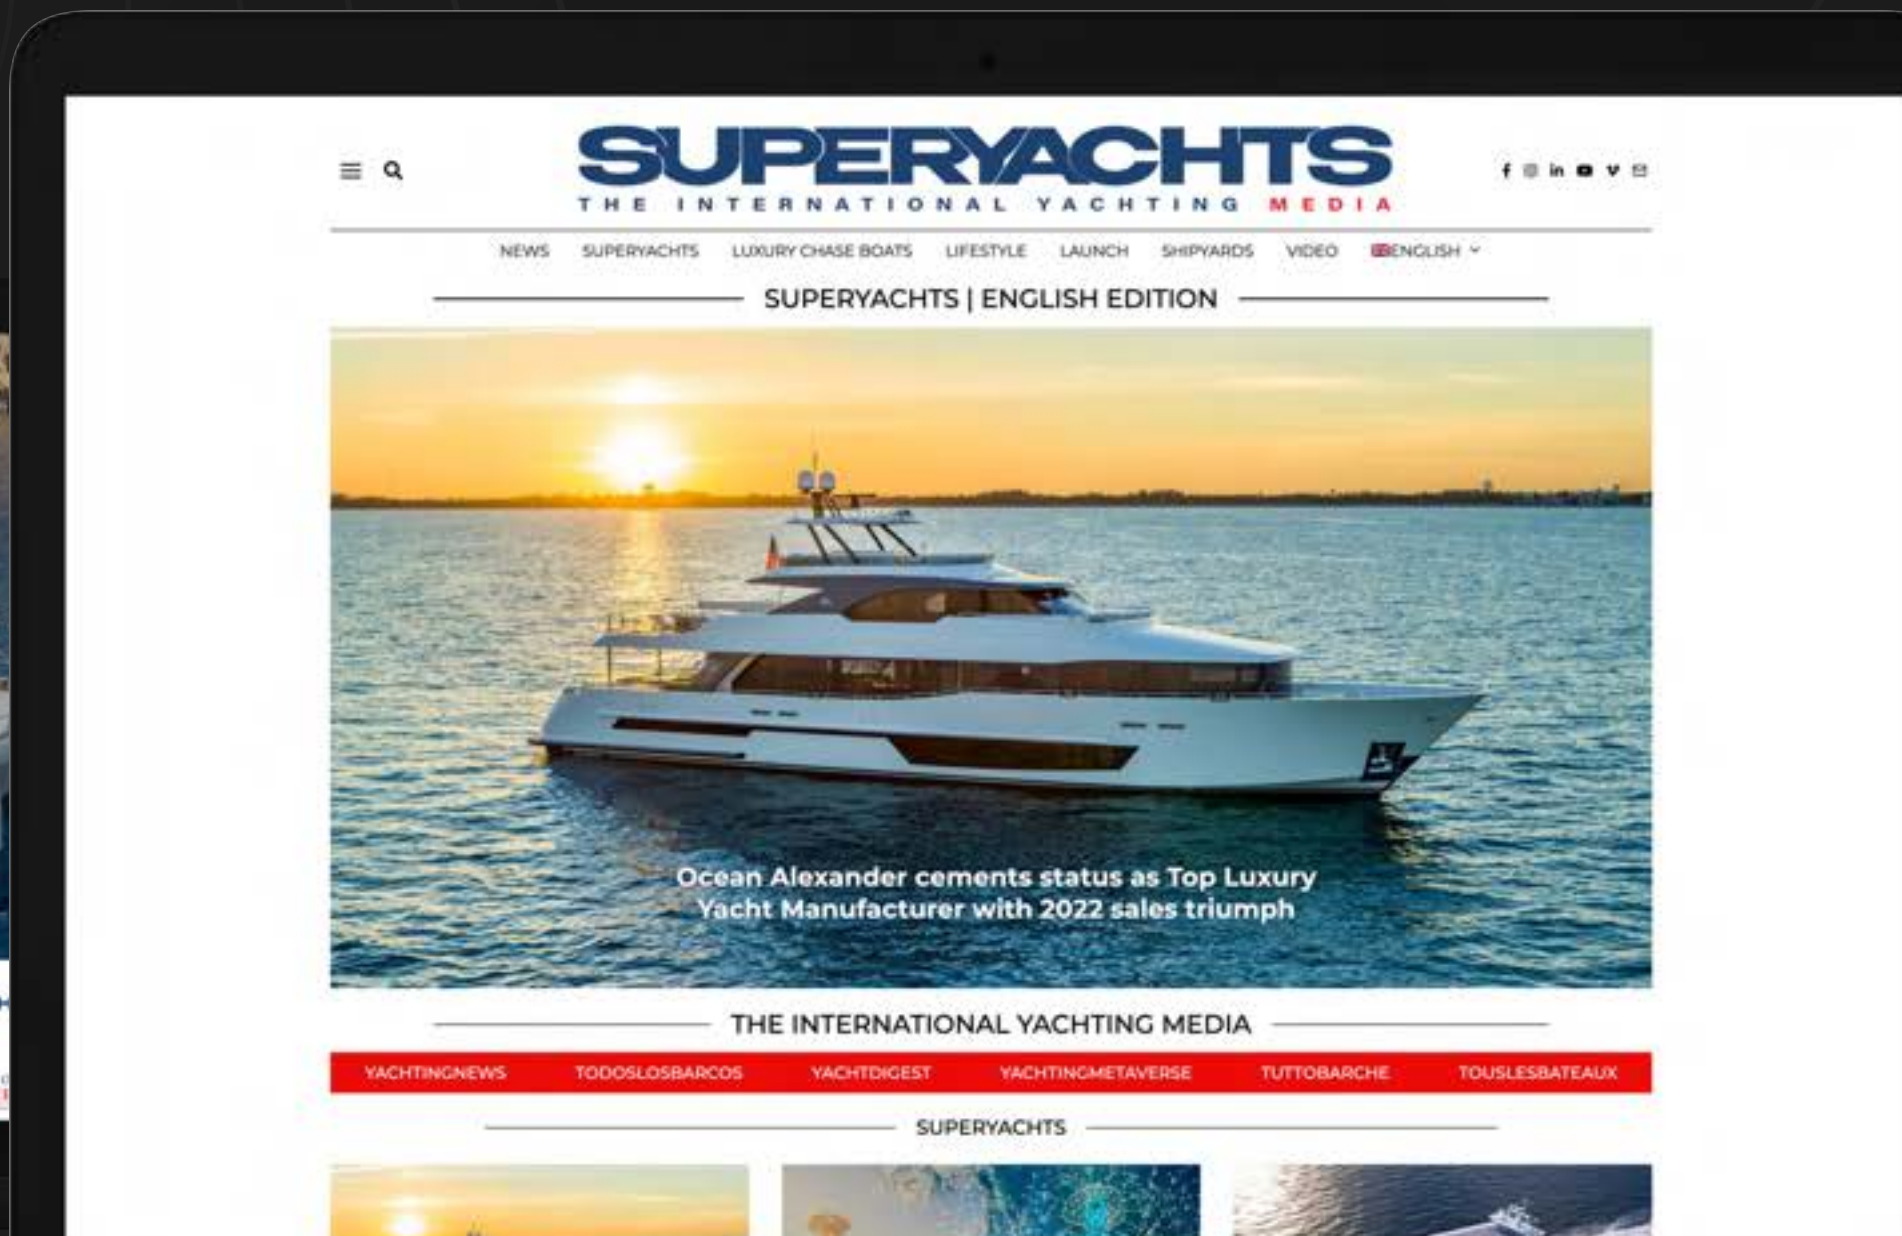 SUPERYACHTS
THE INTERNATIONAL YACHTING MEDIA
NEWS SUPERYACHTS LUXURY CHASE BOATS LIFESTYLE LAUNCH SHIPYARDS VIDEO ENGLISH
SUPERYACHTS | ENGLISH EDITION
Ocean Alexander cements status as Top Luxury
Yacht Manufacturer with 2022 sales triumph
THE INTERNATIONAL YACHTING MEDIA
YACHTINGNEWS TODOSLOSBARCOS YACHTDIGEST YACHTINGMETAVERSE TUTTOBARCHE TOUSLESBATEAUX
SUPERYACHTS